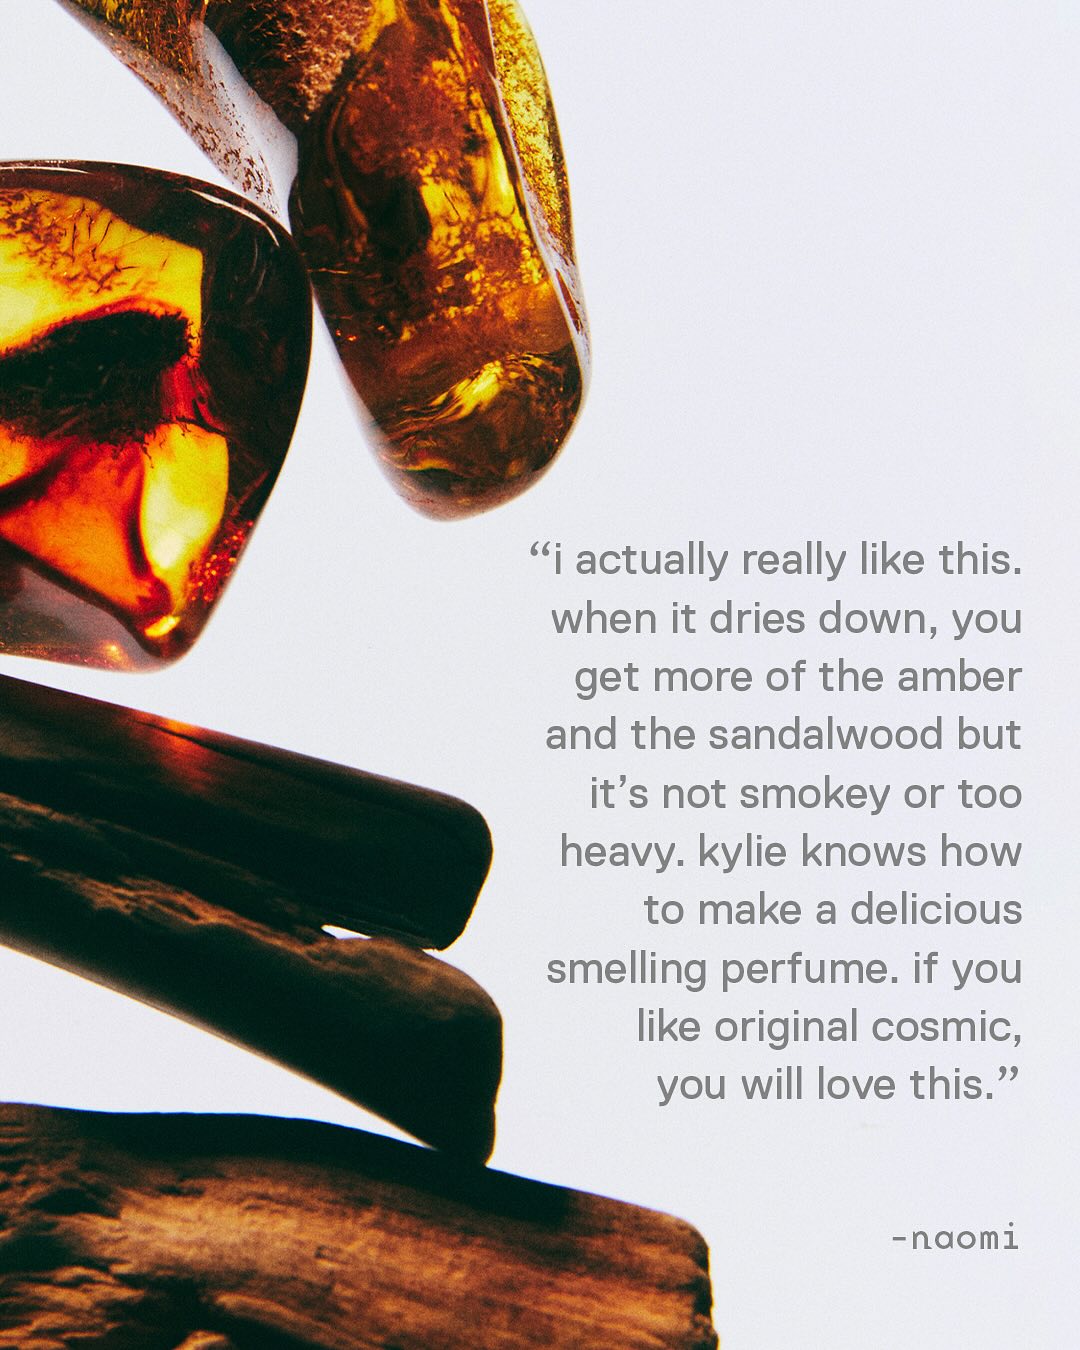 “i actually really like this.
when it dries down, you
get more of the amber
and the sandalwood but
it’s not smokey or too
heavy. kylie knows how
to make a delicious
smelling perfume. if you
like original cosmic,
you will love this.”
-naomi